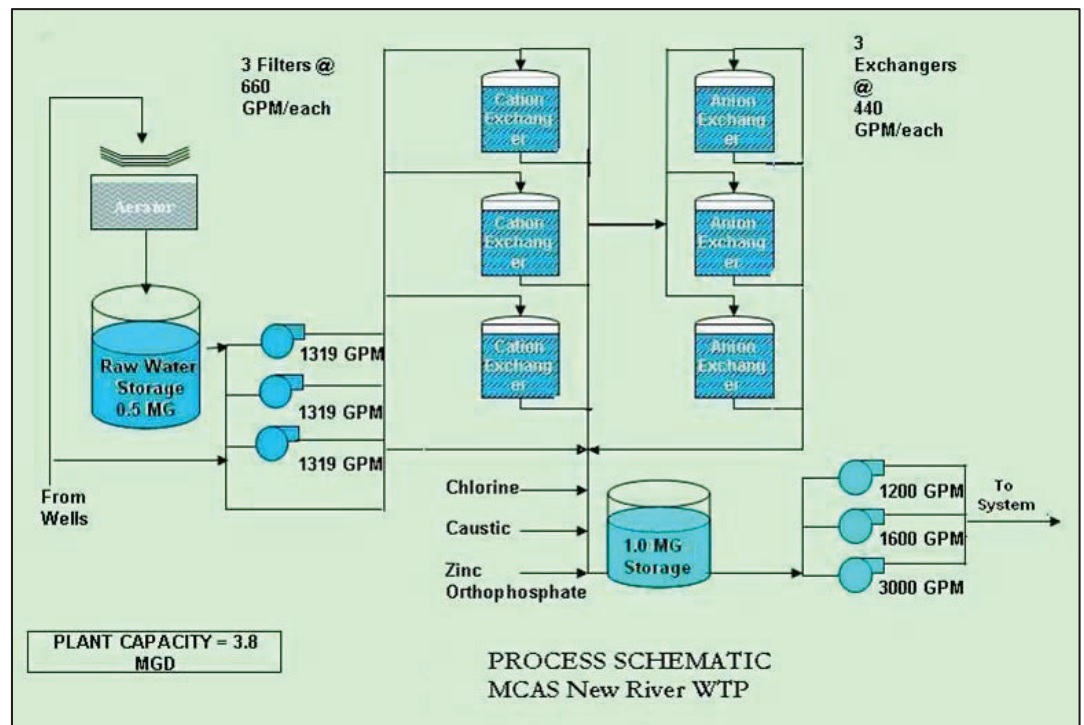 3 Filters @
660
GPM/each
3
Exchangers
@
440
GPM/each
Aerator
Cation
Exchang
er
Anion
Exchang
er
Cation
Exchang
er
Anion
Exchang
er
Cation
Exchang
er
Anion
Exchang
er
Raw Water
Storage
0.5 MG
1319 GPM
1319 GPM
1319 GPM
From
Wells
Chlorine
Caustic
Zinc
Orthophosphate
1.0 MG
Storage
1200 GPM
1600 GPM
3000 GPM
To
System
PLANT CAPACITY = 3.8
MGD
PROCESS SCHEMATIC
MCAS New River WTP